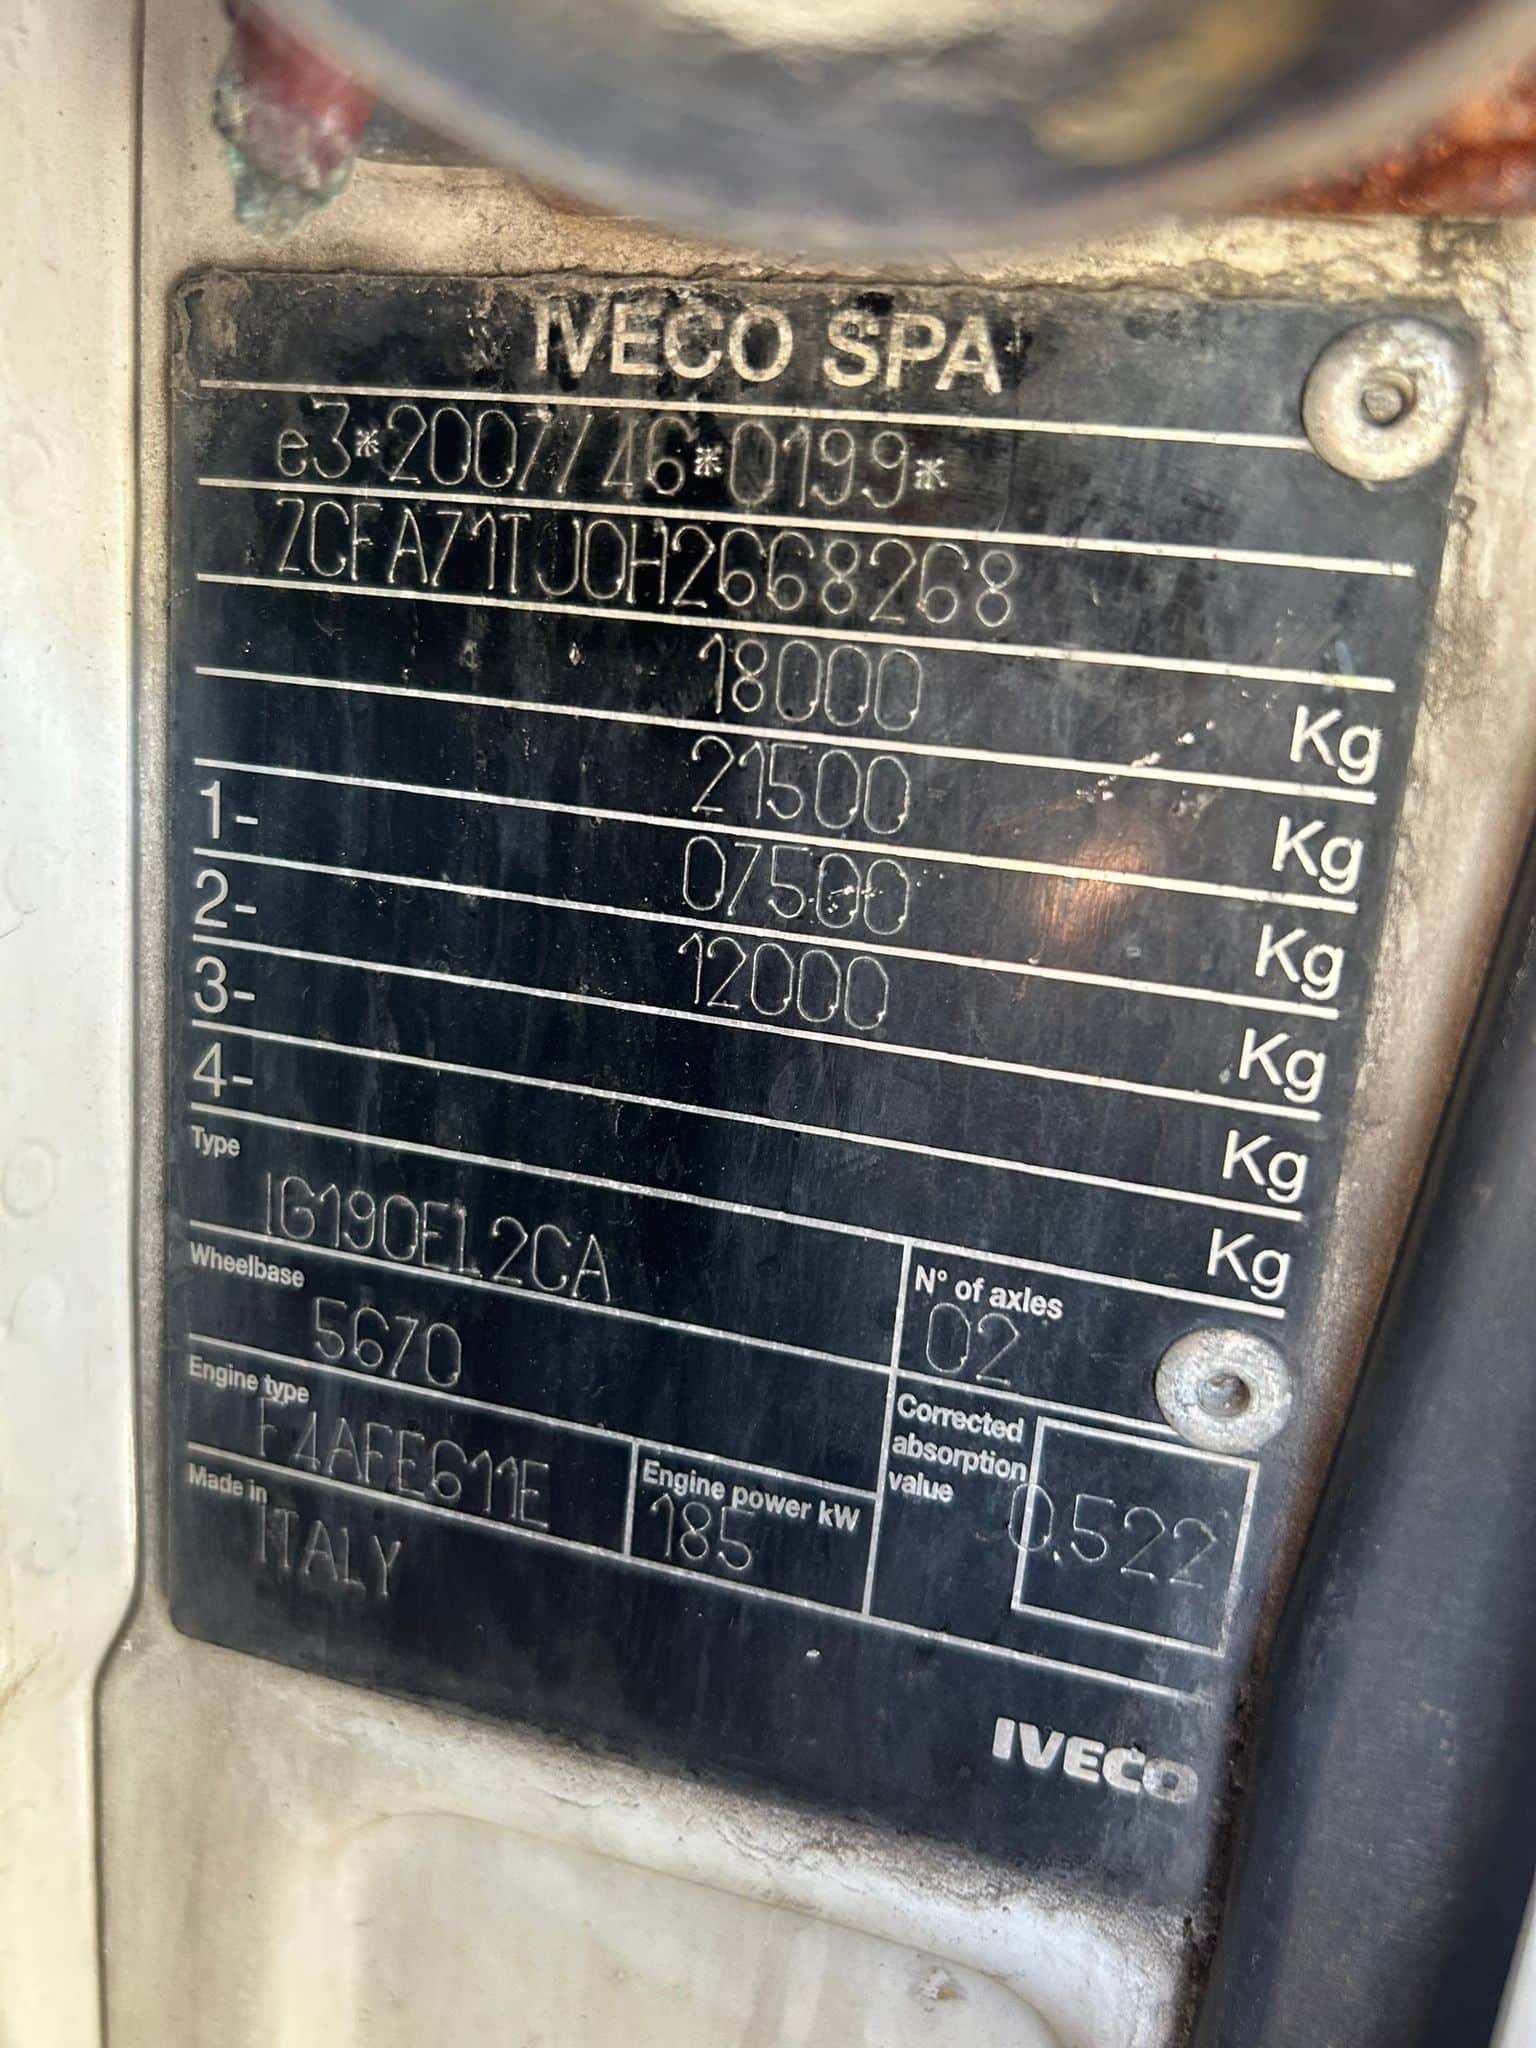 IVECO SPA
e3*2007/46*0199*
ZCFA71TJ0H2668268
18000 Kg
21500 Kg
1- 07500 Kg
2- 12000 Kg
3- Kg
4- Kg
Type
IG190EL2CA
N° of axles
02
Wheelbase
5670
Corrected absorption value
0.522
Engine type
F4AFE611E
Engine power kW
185
Made in
ITALY
IVECO